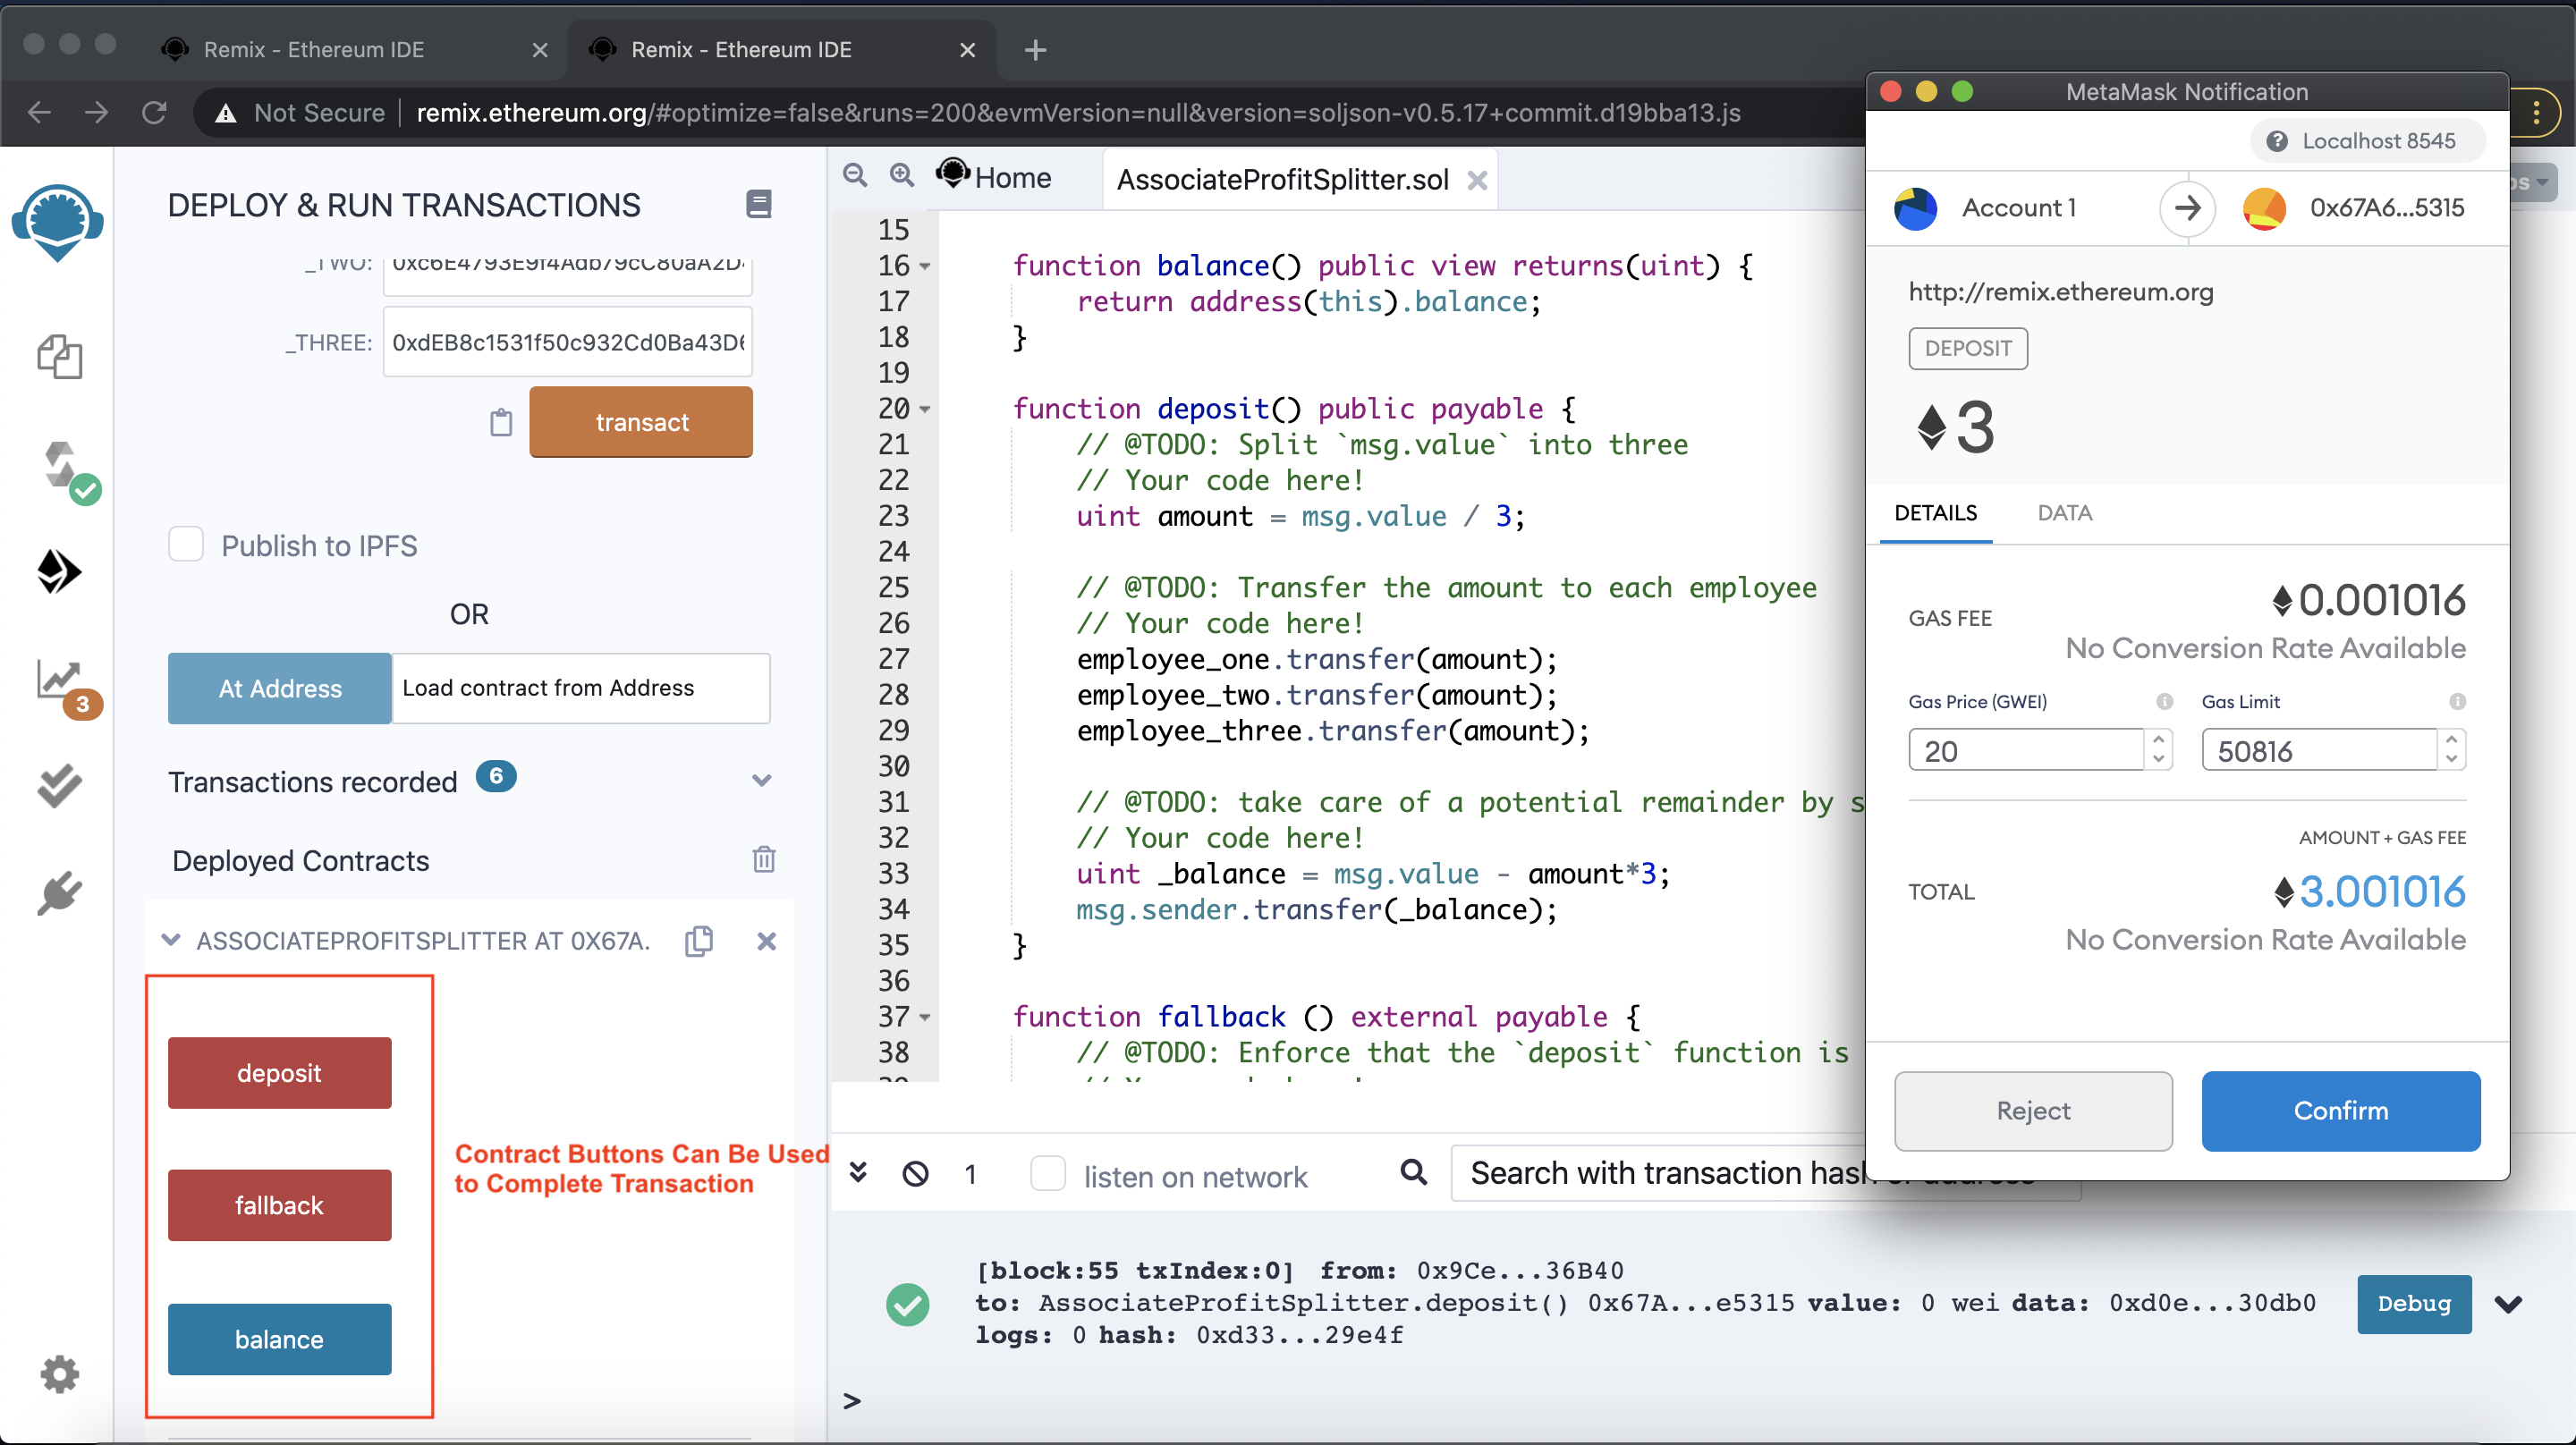 Remix - Ethereum IDE
Remix - Ethereum IDE
Not Secure
remix.ethereum.org/#optimize=false&runs=200&evmVersion=null&version=soljson-v0.5.17+commit.d19bba13.js
DEPLOY & RUN TRANSACTIONS
_TWO: 0xc6E4793E9f4Adb79cC80aA2D
_THREE: 0xdEB8c1531f50c932Cd0Ba43D6
transact
Publish to IPFS
OR
At Address Load contract from Address
3
Transactions recorded 6
Deployed Contracts
ASSOCIATEPROFITSPLITTER AT 0X67A.
deposit
fallback
balance
Contract Buttons Can Be Used
to Complete Transaction
Home
AssociateProfitSplitter.sol
15
16 function balance() public view returns(uint) {
17 return address(this).balance;
18 }
19
20 function deposit() public payable {
21 // @TODO: Split `msg.value` into three
22 // Your code here!
23 uint amount = msg.value / 3;
24
25 // @TODO: Transfer the amount to each employee
26 // Your code here!
27 employee_one.transfer(amount);
28 employee_two.transfer(amount);
29 employee_three.transfer(amount);
30
31 // @TODO: take care of a potential remainder by s
32 // Your code here!
33 uint _balance = msg.value - amount*3;
34 msg.sender.transfer(_balance);
35 }
36
37 function fallback () external payable {
38 // @TODO: Enforce that the `deposit` function is
1
listen on network
Search with transaction hash
[block:55 txIndex:0] from: 0x9Ce...36B40
to: AssociateProfitSplitter.deposit() 0x67A...e5315 value: 0 wei data: 0xd0e...30db0
logs: 0 hash: 0xd33...29e4f
Debug
>
MetaMask Notification
Localhost 8545
Account 1
0x67A6...5315
http://remix.ethereum.org
DEPOSIT
3
DETAILS
DATA
GAS FEE
0.001016
No Conversion Rate Available
Gas Price (GWEI)
Gas Limit
20
50816
AMOUNT + GAS FEE
TOTAL
3.001016
No Conversion Rate Available
Reject
Confirm